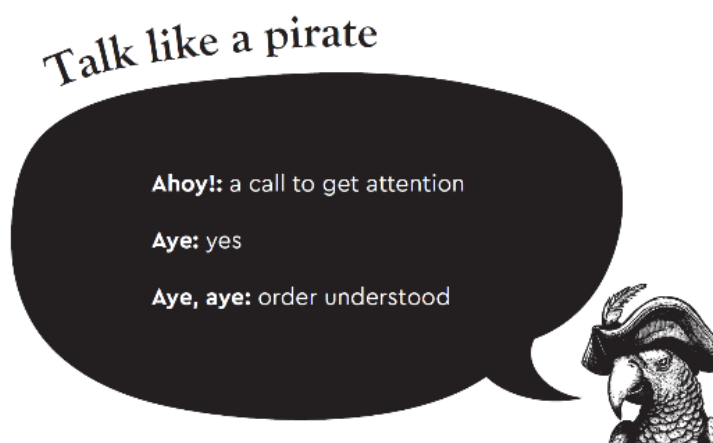 Talk like a pirate
Ahoy!: a call to get attention
Aye: yes
Aye, aye: order understood